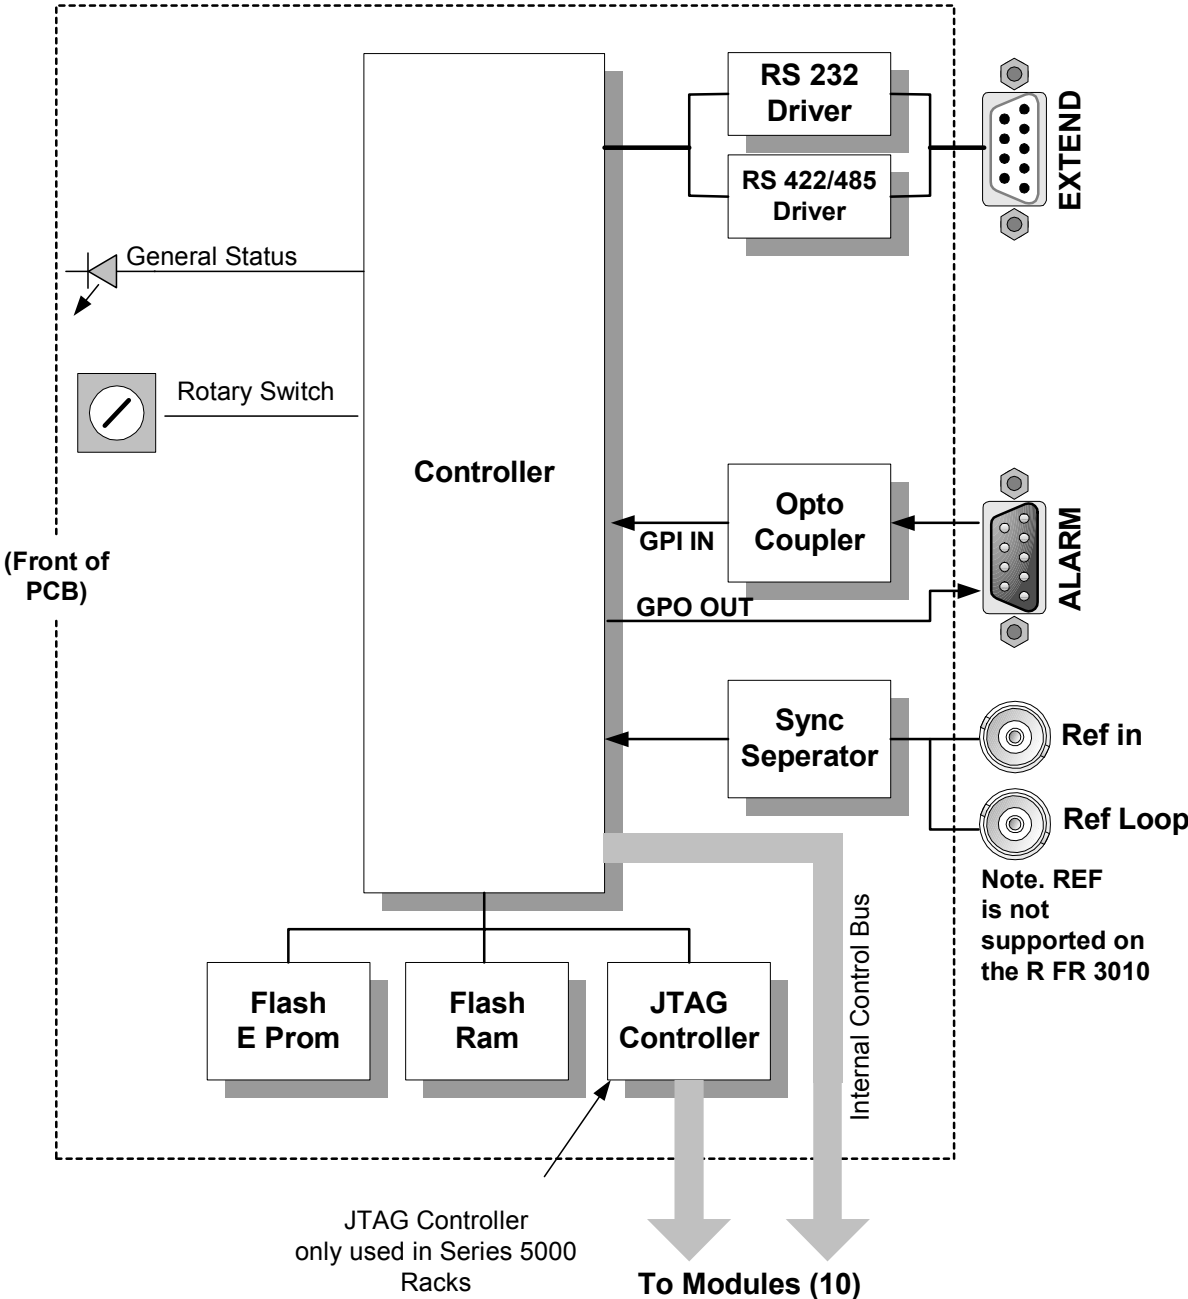 RS 232
Driver
EXTEND
RS 422/485
Driver
General Status
Rotary Switch
Controller
Opto
Coupler
GPI IN
ALARM
(Front of
PCB)
GPO OUT
Sync
Seperator
Ref in
Ref Loop
Note. REF
is not
supported on
the R FR 3010
Internal Control Bus
Flash
E Prom
Flash
Ram
JTAG
Controller
JTAG Controller
only used in Series 5000
Racks
To Modules (10)